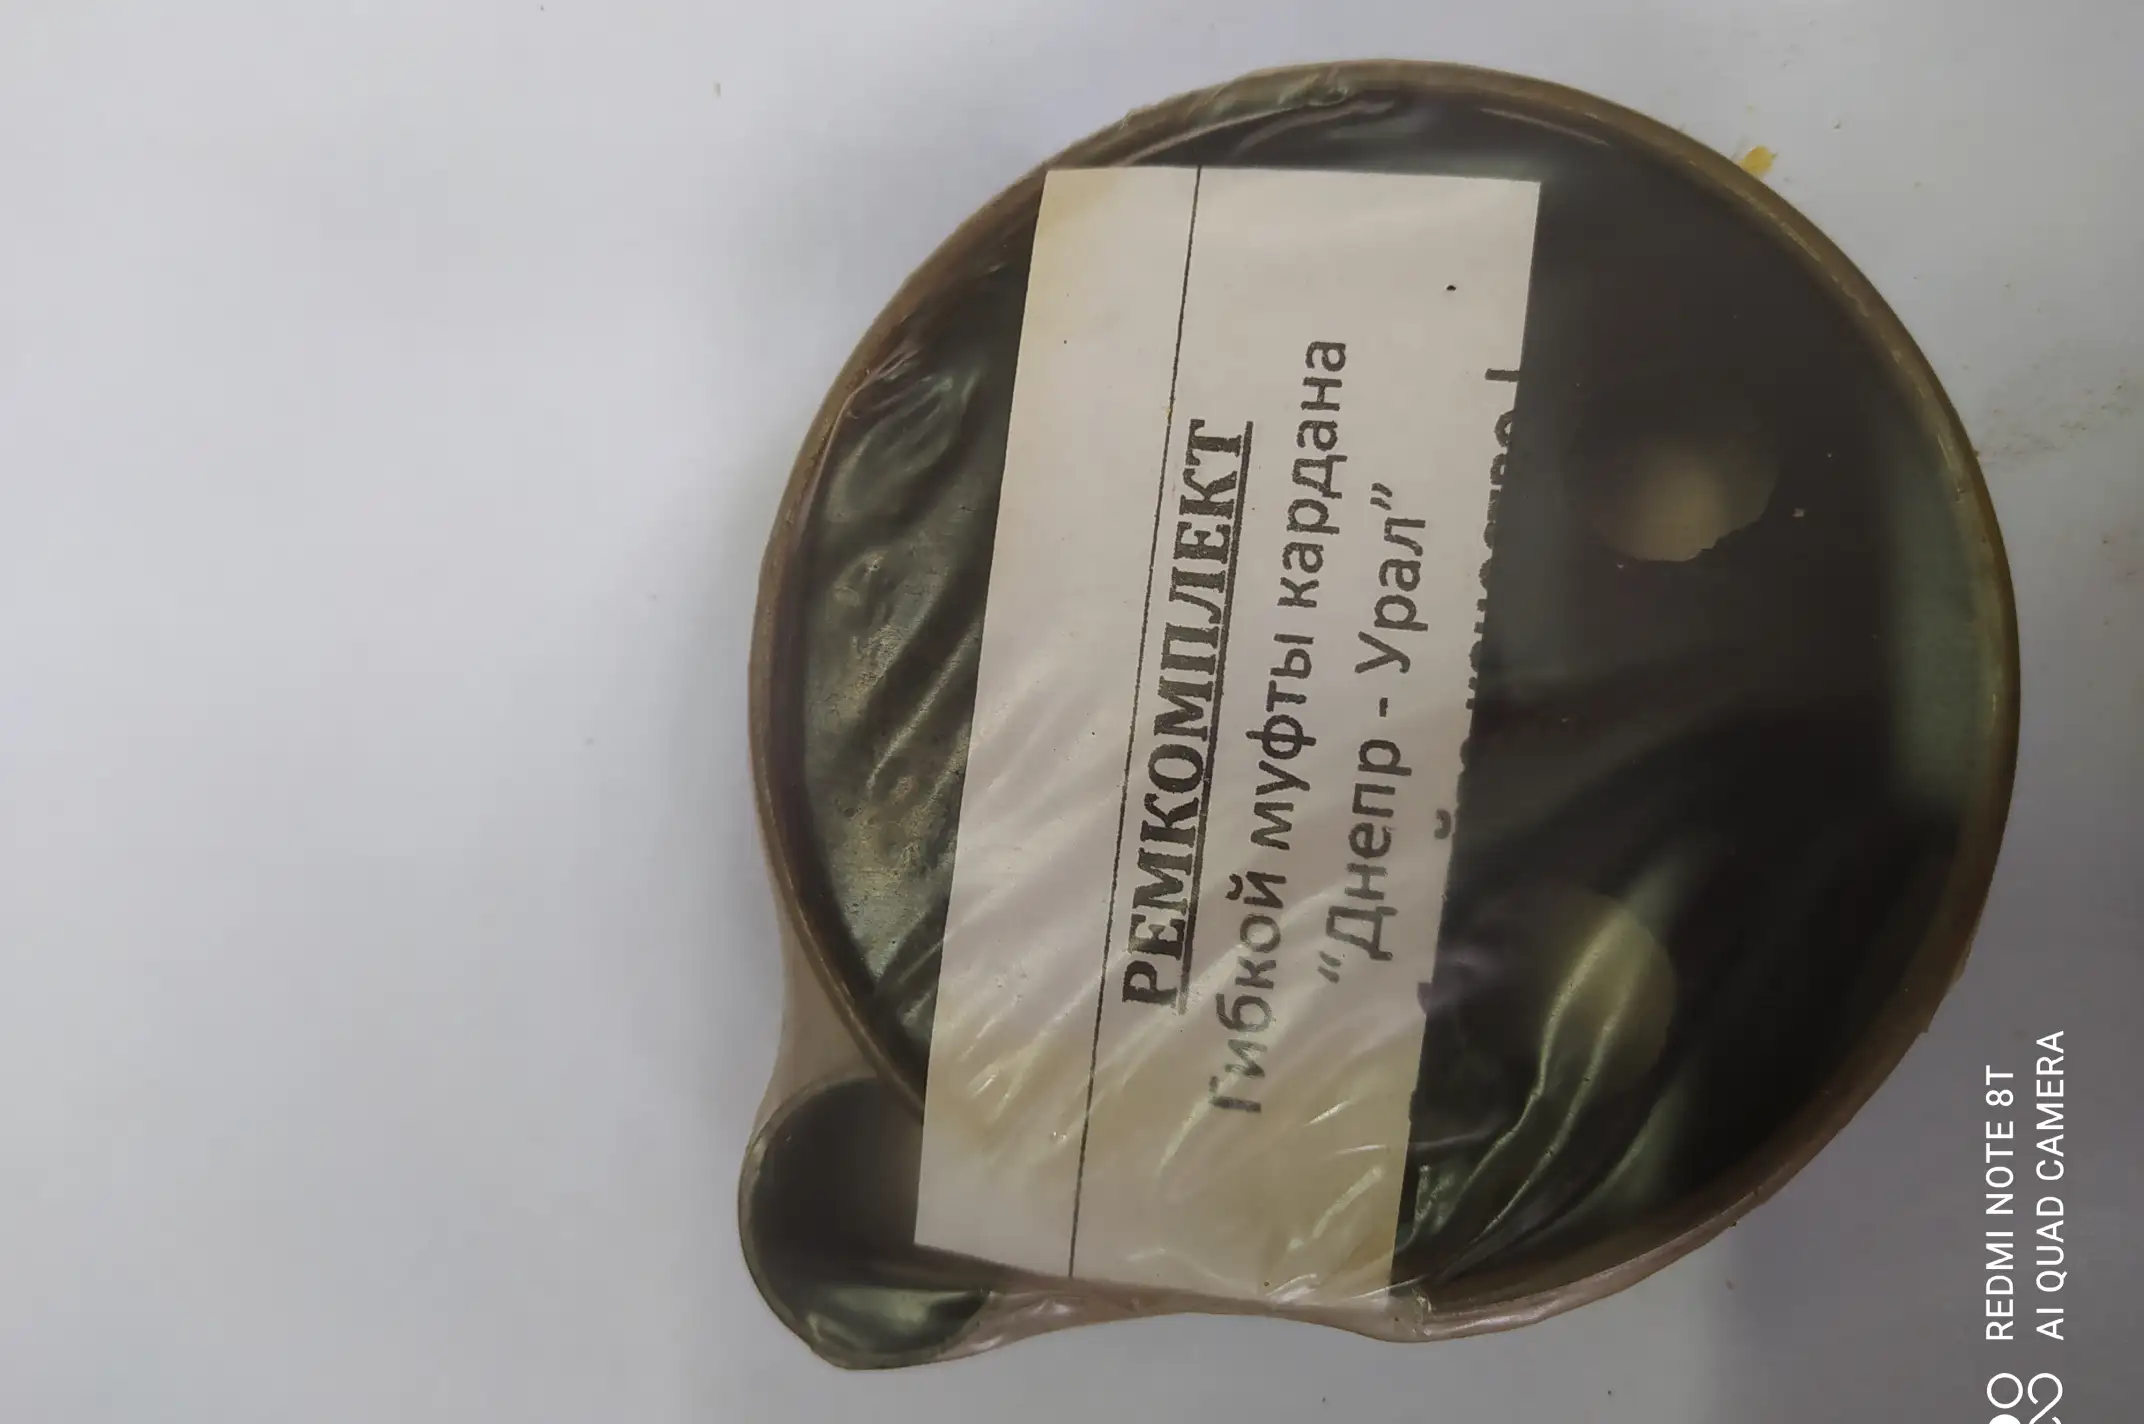 РЕМКОМПЛЕКТ
Гибкой муфты кардана
“Днепр - Урал”
REDMI NOTE 8T
AI QUAD CAMERA